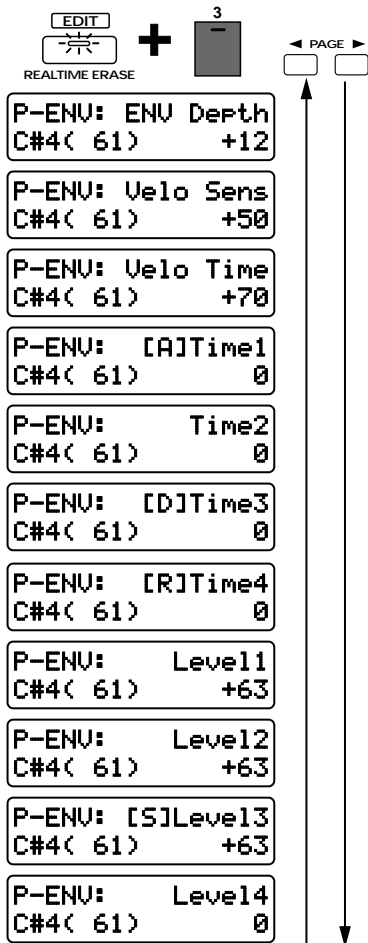 EDIT
+
3
REALTIME ERASE
◄ PAGE ►
P-ENV: ENV Depth
C#4( 61) +12
P-ENV: Velo Sens
C#4( 61) +50
P-ENV: Velo Time
C#4( 61) +70
P-ENV: [A]Time1
C#4( 61) 0
P-ENV: Time2
C#4( 61) 0
P-ENV: [D]Time3
C#4( 61) 0
P-ENV: [R]Time4
C#4( 61) 0
P-ENV: Level1
C#4( 61) +63
P-ENV: Level2
C#4( 61) +63
P-ENV: [S]Level3
C#4( 61) +63
P-ENV: Level4
C#4( 61) 0